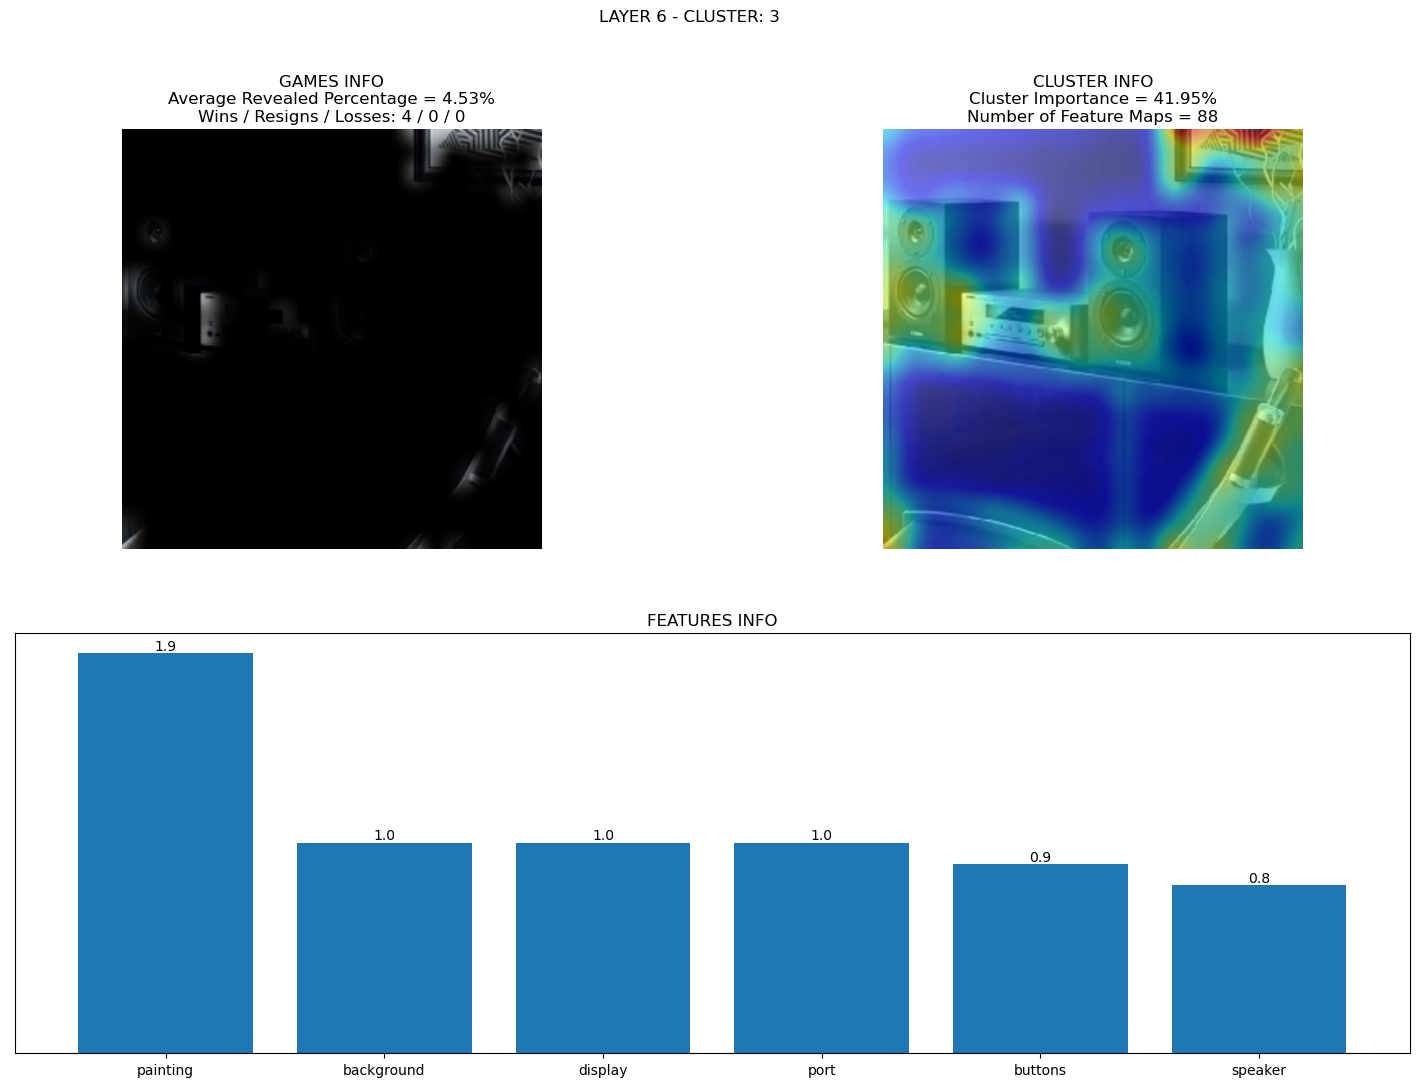 LAYER 6 - CLUSTER: 3
GAMES INFO
Average Revealed Percentage = 4.53%
Wins / Resigns / Losses: 4 / 0 / 0
CLUSTER INFO
Cluster Importance = 41.95%
Number of Feature Maps = 88
FEATURES INFO
1.9
1.0
1.0
1.0
0.9
0.8
painting
background
display
port
buttons
speaker